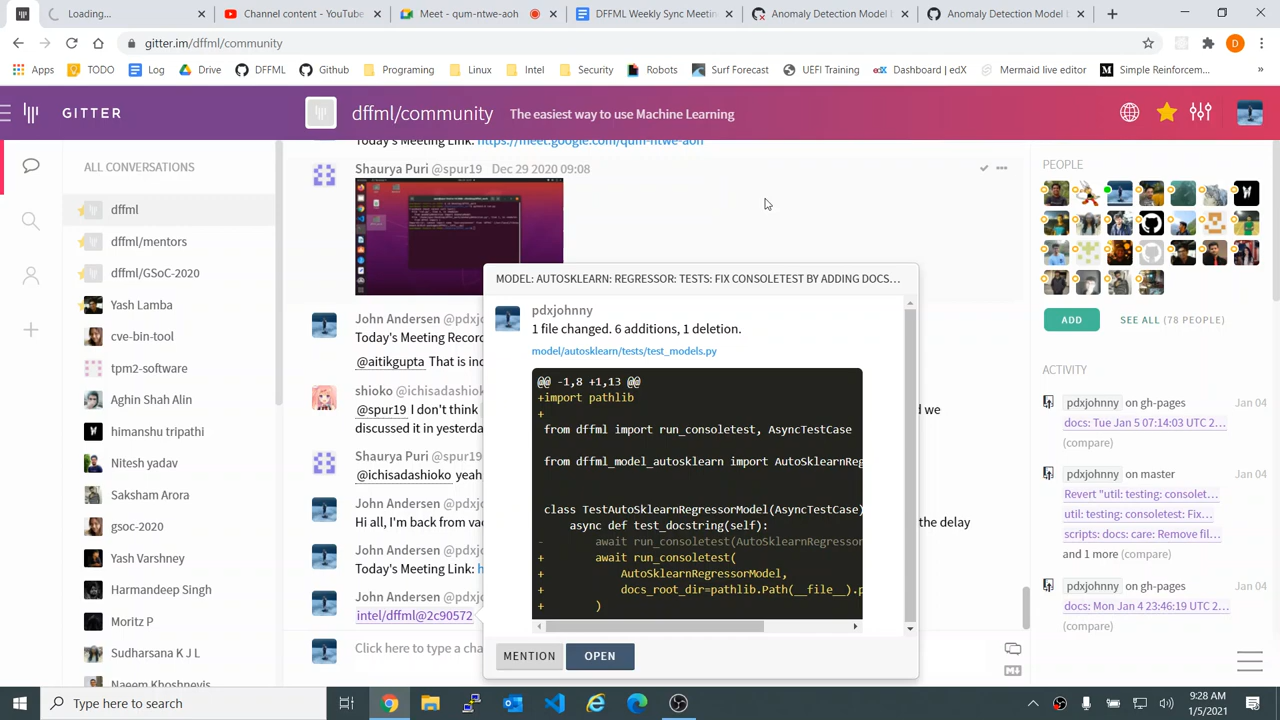 Loading...
Channel content - YouTube
Meet - qum-ntwe-aoh
DFFML Weekly Sync Meetin
Anomaly Detection Model E
Anomaly Detection Model E
gitter.im/dffml/community
D
Apps
TODO
Log
Drive
DFFML
Github
Programing
Linux
Intel
Security
Robots
Surf Forecast
UEFI Training
edX
Dashboard | edX
Mermaid live editor
Simple Reinforcem...
»
GITTER
dffml/community
The easiest way to use Machine Learning
ALL CONVERSATIONS
dffml
dffml/mentors
dffml/GSoC-2020
Yash Lamba
cve-bin-tool
tpm2-software
Aghin Shah Alin
himanshu tripathi
Nitesh yadav
Saksham Arora
gsoc-2020
Yash Varshney
Harmandeep Singh
Moritz P
Sudharsana K J L
Naeem Khoshnevis
Today's Meeting Link: https://meet.google.com/qum-ntwe-aoh
Shaurya Puri @spur19 Dec 29 2020 09:08
John Andersen @pdxjo
Today's Meeting Record
@aitikgupta That is ind
shioko @ichisadashioko
@spur19 I don't think
d we
discussed it in yesterda
Shaurya Puri @spur19
@ichisadashioko yeah
John Andersen @pdxjo
Hi all, I'm back from vac
the delay
John Andersen @pdxjo
Today's Meeting Link: h
John Andersen @pdxjo
intel/dffml@2c90572
Click here to type a cha
MODEL: AUTOSKLEARN: REGRESSOR: TESTS: FIX CONSOLETEST BY ADDING DOCS...
pdxjohnny
1 file changed. 6 additions, 1 deletion.
model/autosklearn/tests/test_models.py
@@ -1,8 +1,13 @@
+import pathlib
+
from dffml import run_consoletest, AsyncTestCase
from dffml_model_autosklearn import AutoSklearnReg
class TestAutoSklearnRegressorModel(AsyncTestCase)
async def test_docstring(self):
- await run_consoletest(AutoSklearnRegressor
+ await run_consoletest(
+ AutoSklearnRegressorModel,
+ docs_root_dir=pathlib.Path(__file__).p
+ )
MENTION
OPEN
PEOPLE
ADD
SEE ALL (78 PEOPLE)
ACTIVITY
pdxjohnny on gh-pages Jan 04
docs: Tue Jan 5 07:14:03 UTC 2...
(compare)
pdxjohnny on master Jan 04
Revert "util: testing: consolet...
util: testing: consoletest: Fix...
scripts: docs: care: Remove fil...
and 1 more (compare)
pdxjohnny on gh-pages Jan 04
docs: Mon Jan 4 23:46:19 UTC 2...
(compare)
Type here to search
9:28 AM
1/5/2021